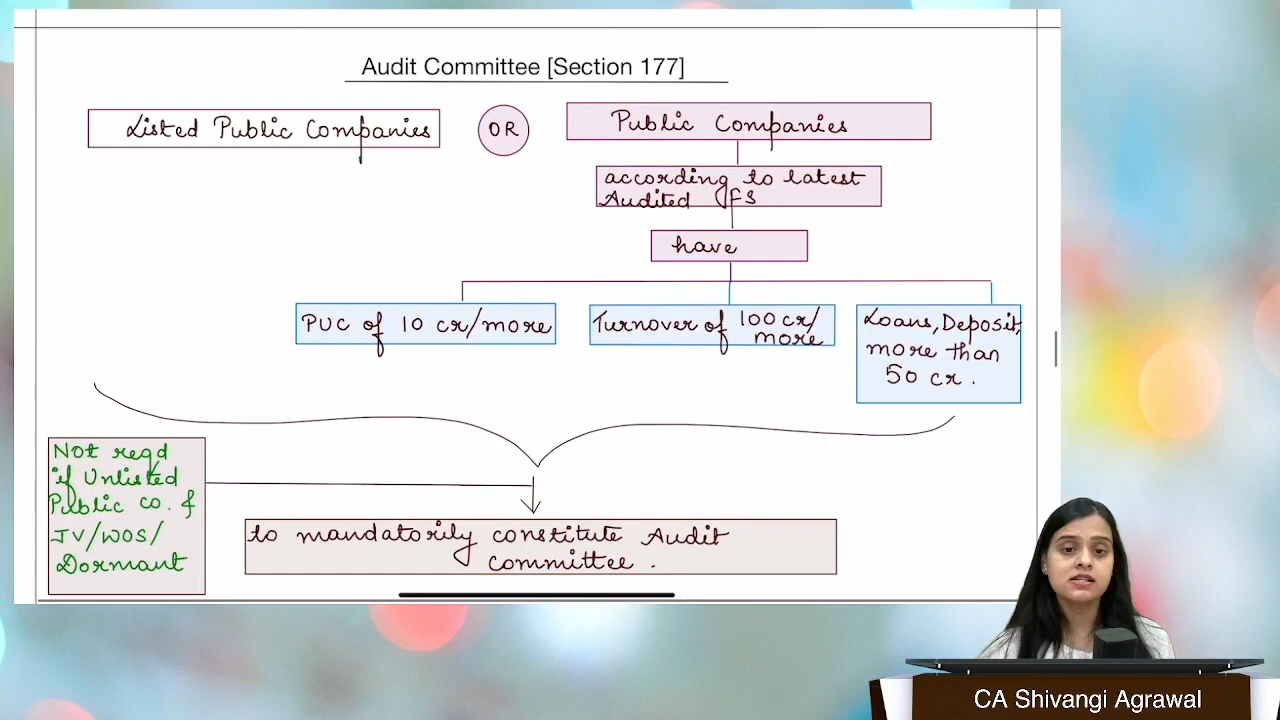 Audit Committee [Section 177]
Listed Public Companies
OR
Public Companies
according to latest
Audited FS
have
PUC of 10 cr/more
Turnover of 100 cr/
more
Loans, Deposit,
more than
50 cr.
Not reqd
if Unlisted
Public co. &
JV/WOS/
Dormant
to mandatorily constitute Audit
committee.
CA Shivangi Agrawal